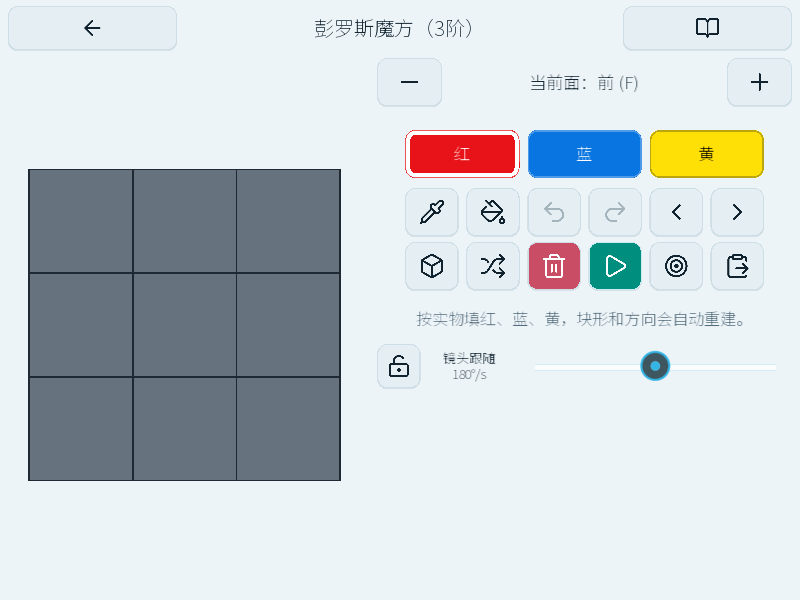 彭罗斯魔方（3阶）
当前面：前 (F)
红
蓝
黄
按实物填红、蓝、黄，块形和方向会自动重建。
镜头跟随
180°/s